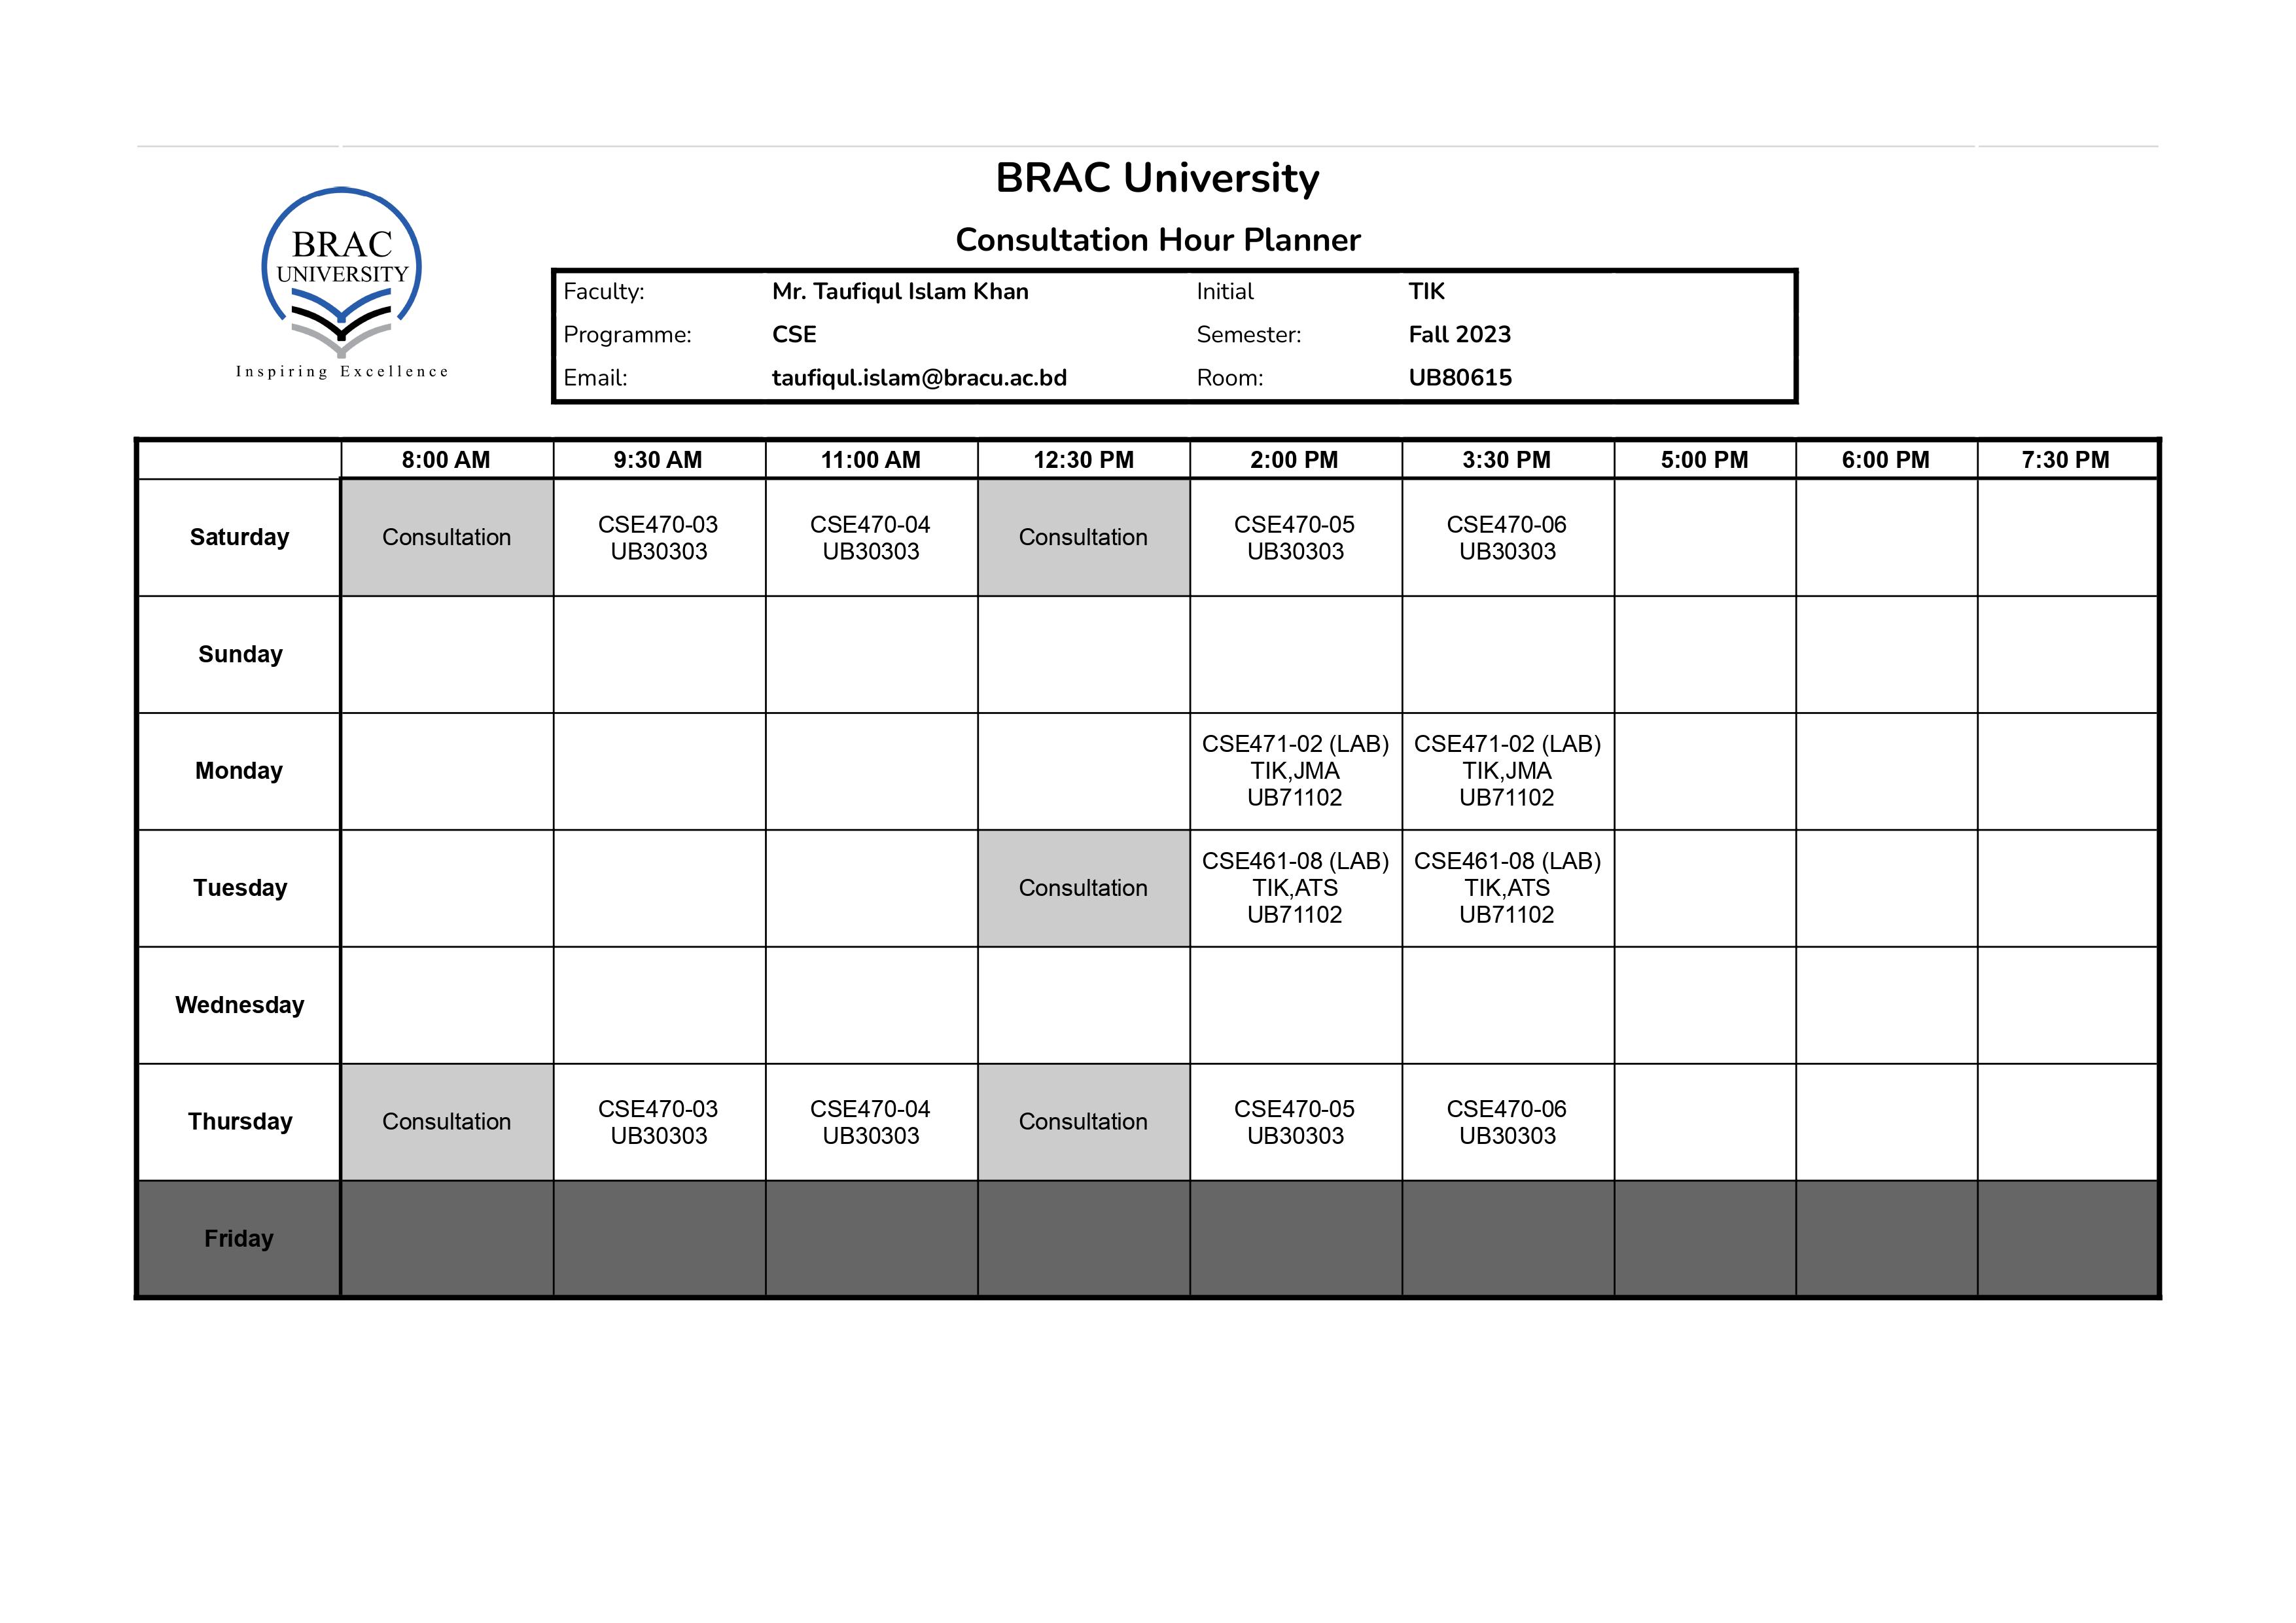 BRAC University
BRAC
UNIVERSITY
Inspiring Excellence
Consultation Hour Planner
Faculty: Mr. Taufiqul Islam Khan Initial TIK
Programme: CSE Semester: Fall 2023
Email: taufiqul.islam@bracu.ac.bd Room: UB80615
8:00 AM 9:30 AM 11:00 AM 12:30 PM 2:00 PM 3:30 PM 5:00 PM 6:00 PM 7:30 PM
Saturday
Consultation
CSE470-03
UB30303
CSE470-04
UB30303
Consultation
CSE470-05
UB30303
CSE470-06
UB30303
Sunday
Monday
CSE471-02 (LAB)
TIK,JMA
UB71102
CSE471-02 (LAB)
TIK,JMA
UB71102
Tuesday
Consultation
CSE461-08 (LAB)
TIK,ATS
UB71102
CSE461-08 (LAB)
TIK,ATS
UB71102
Wednesday
Thursday
Consultation
CSE470-03
UB30303
CSE470-04
UB30303
Consultation
CSE470-05
UB30303
CSE470-06
UB30303
Friday